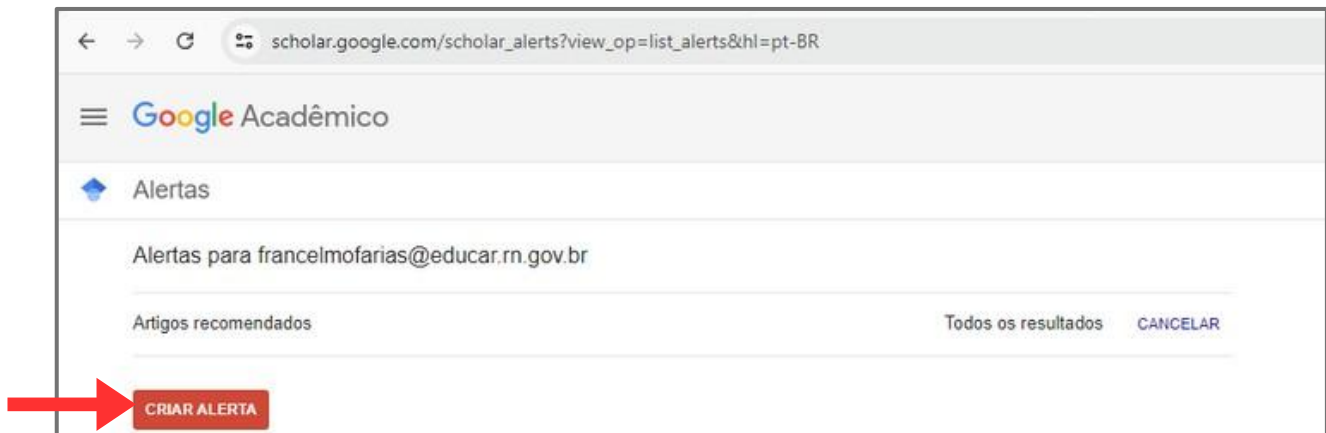 scholar.google.com/scholar_alerts?view_op=list_alerts&hl=pt-BR
Google Acadêmico
Alertas
Alertas para francelmofarias@educar.rn.gov.br
Artigos recomendados Todos os resultados CANCELAR
CRIAR ALERTA